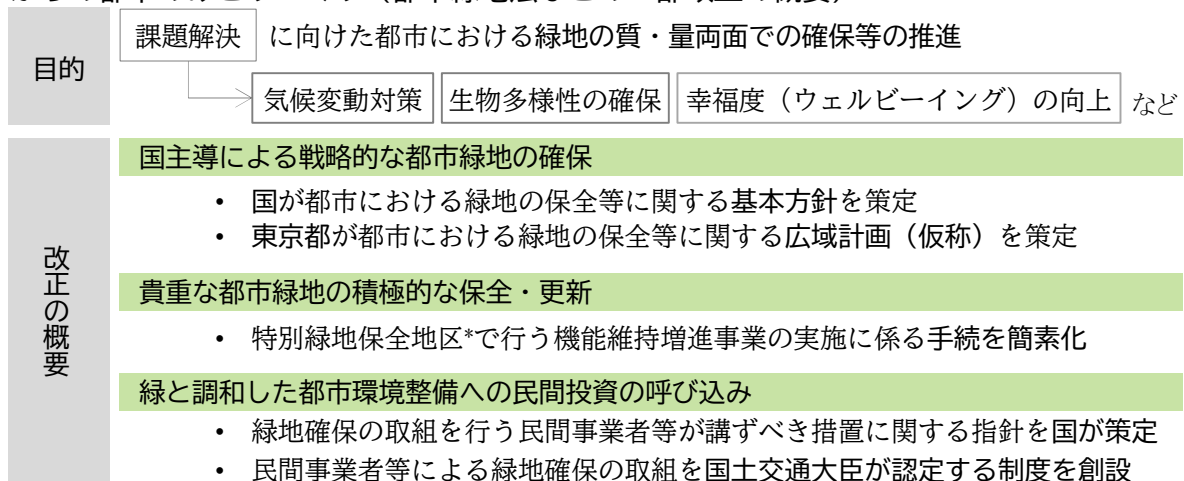 目的
課題解決 に向けた都市における緑地の質・量両面での確保等の推進
気候変動対策 生物多様性の確保 幸福度（ウェルビーイング）の向上 など
改正の概要
国主導による戦略的な都市緑地の確保
• 国が都市における緑地の保全等に関する基本方針を策定
• 東京都が都市における緑地の保全等に関する広域計画（仮称）を策定
貴重な都市緑地の積極的な保全・更新
• 特別緑地保全地区*で行う機能維持増進事業の実施に係る手続を簡素化
緑と調和した都市環境整備への民間投資の呼び込み
• 緑地確保の取組を行う民間事業者等が講ずべき措置に関する指針を国が策定
• 民間事業者等による緑地確保の取組を国土交通大臣が認定する制度を創設